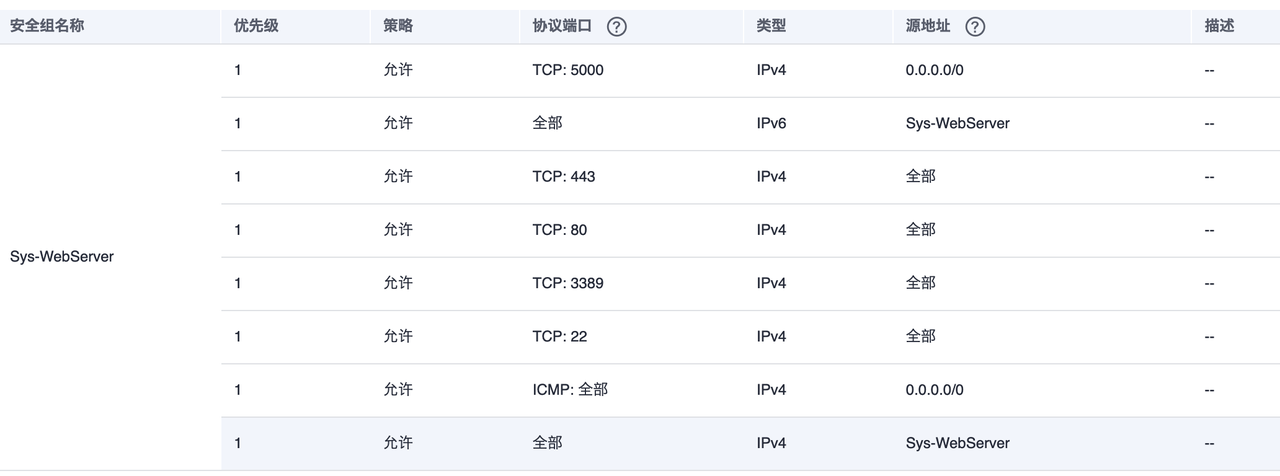 安全组名称 优先级 策略 协议端口 ? 类型 源地址 ? 描述
1 允许 TCP: 5000 IPv4 0.0.0.0/0 --
1 允许 全部 IPv6 Sys-WebServer --
1 允许 TCP: 443 IPv4 全部 --
1 允许 TCP: 80 IPv4 全部 --
Sys-WebServer
1 允许 TCP: 3389 IPv4 全部 --
1 允许 TCP: 22 IPv4 全部 --
1 允许 ICMP: 全部 IPv4 0.0.0.0/0 --
1 允许 全部 IPv4 Sys-WebServer --